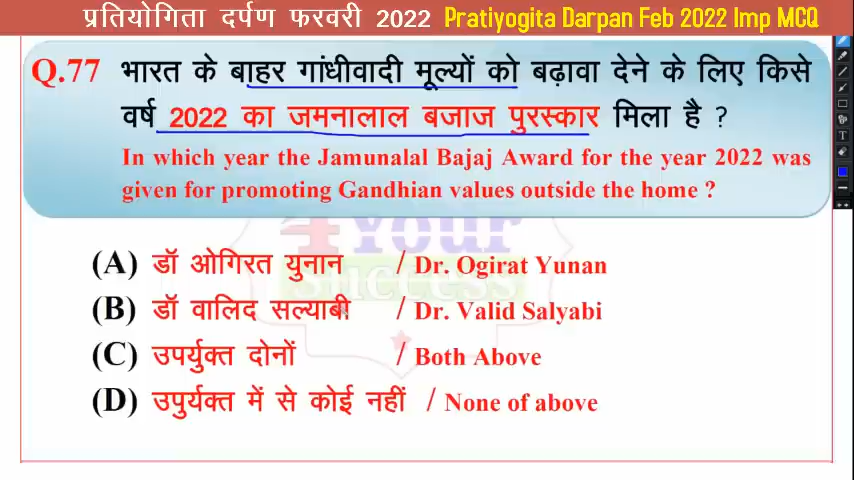 प्रतियोगिता दर्पण फरवरी 2022 Pratiyogita Darpan Feb 2022 Imp MCQ
Q.77 भारत के बाहर गांधीवादी मूल्यों को बढ़ावा देने के लिए किसे
वर्ष 2022 का जमनालाल बजाज पुरस्कार मिला है ?
In which year the Jamunalal Bajaj Award for the year 2022 was
given for promoting Gandhian values outside the home ?
4 Your
Success
(A) डॉ ओगिरत युनान / Dr. Ogirat Yunan
(B) डॉ वालिद सल्याबी / Dr. Valid Salyabi
(C) उपर्युक्त दोनों / Both Above
(D) उपुर्यक्त में से कोई नहीं / None of above